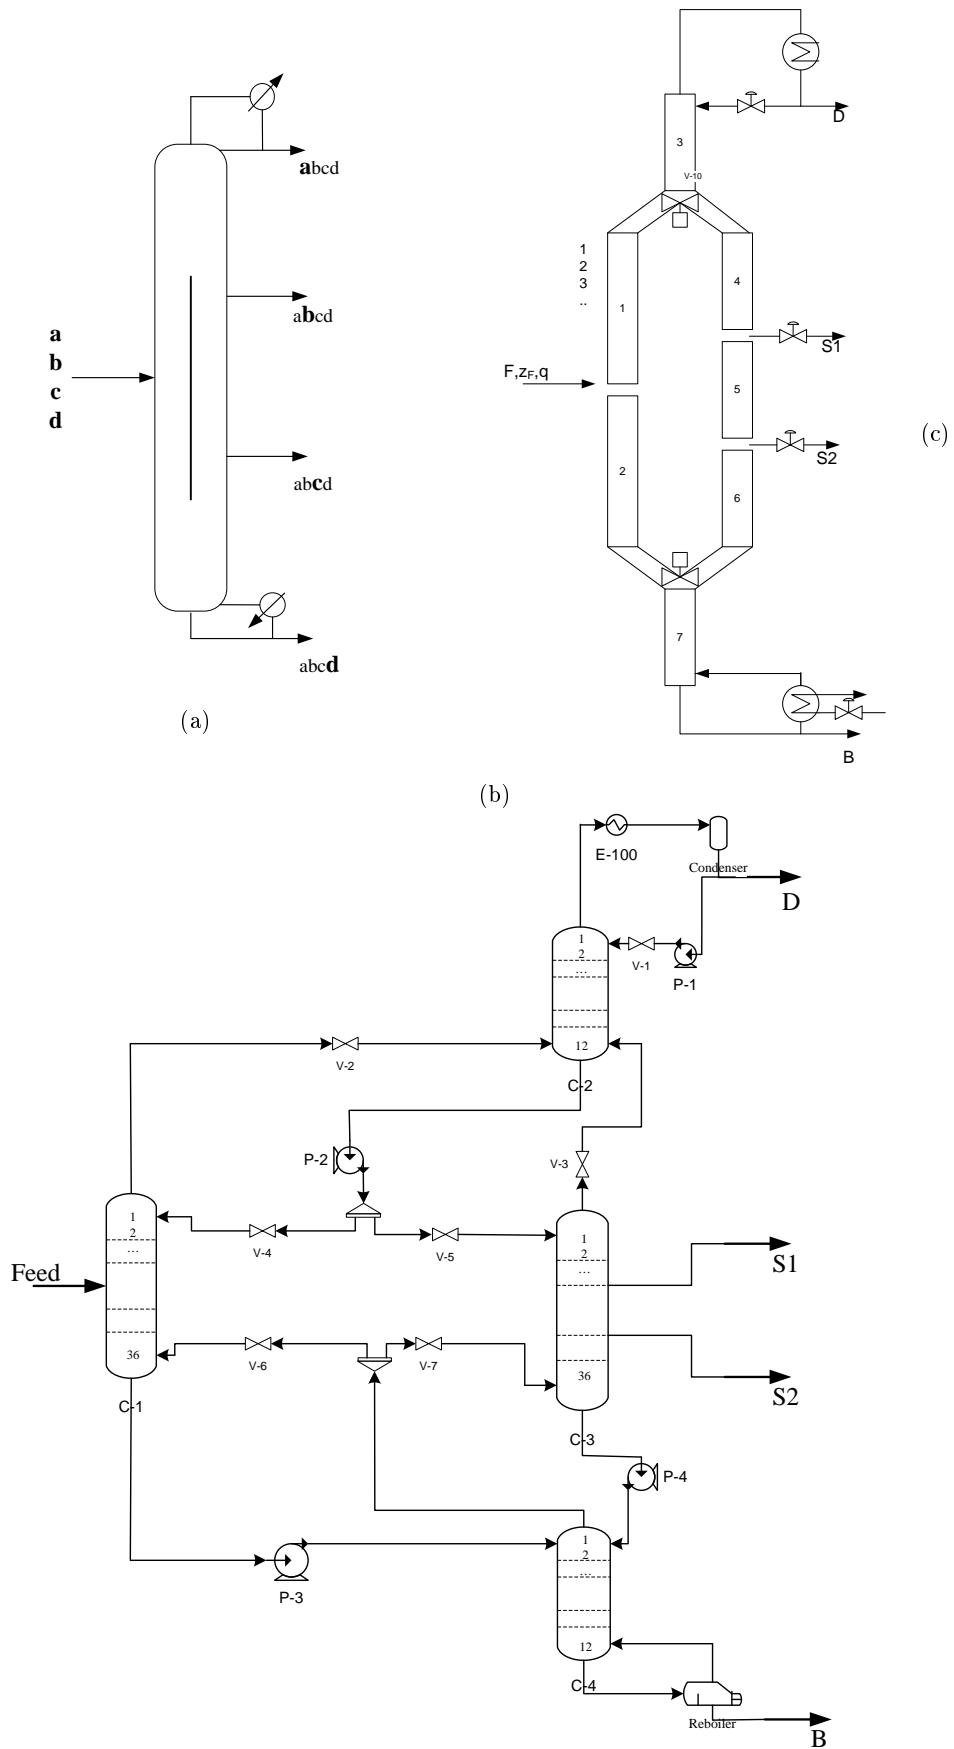 abcd
a
b
c
d
abcd
abcd
abcd
(a)
D
3
V-10
1
2
3
..
1
4
S1
F,zF,q
5
S2
(c)
2
6
7
B
(b)
E-100
Condenser
D
1
2
...
V-1
P-1
12
V-2
C-2
P-2
V-3
1
2
...
V-4
V-5
1
2
...
S1
Feed
36
V-6
V-7
36
S2
C-1
C-3
P-4
1
2
...
P-3
12
C-4
Reboiler
B